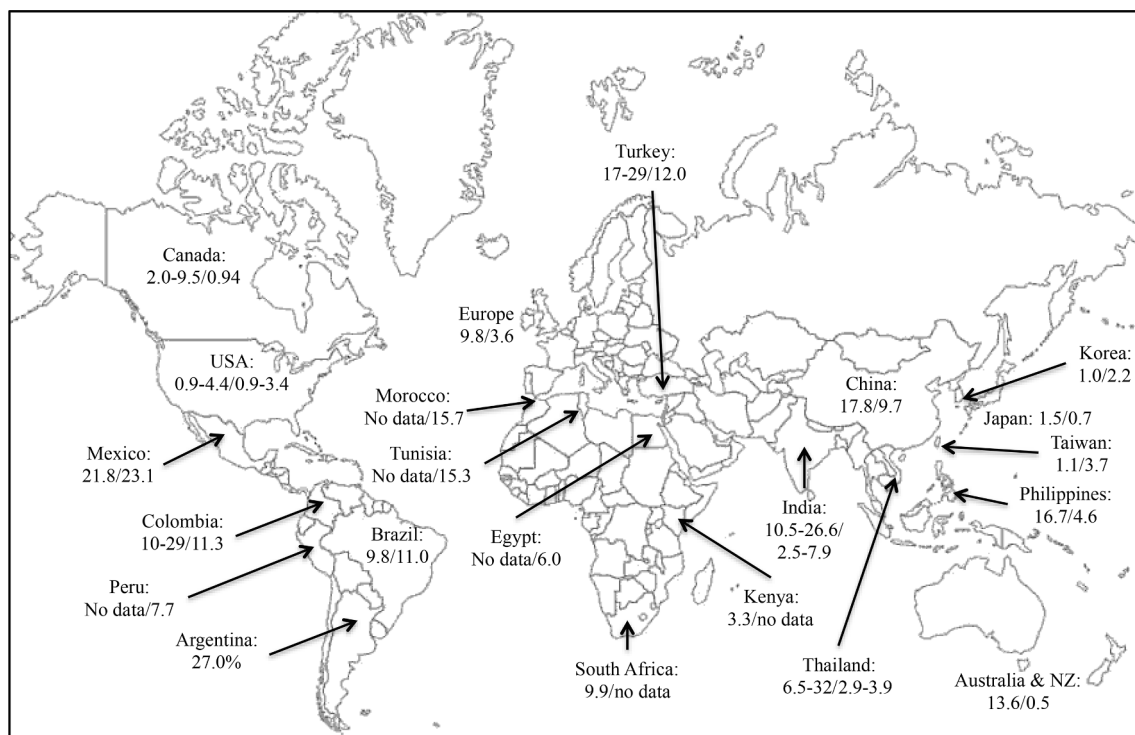 Turkey:
17-29/12.0
Canada:
2.0-9.5/0.94
Europe
9.8/3.6
USA:
0.9-4.4/0.9-3.4
Korea:
1.0/2.2
China:
17.8/9.7
Morocco:
No data/15.7
Japan: 1.5/0.7
Mexico:
21.8/23.1
Tunisia:
No data/15.3
Taiwan:
1.1/3.7
Philippines:
16.7/4.6
Colombia:
10-29/11.3
Brazil:
9.8/11.0
Egypt:
No data/6.0
India:
10.5-26.6/
2.5-7.9
Peru:
No data/7.7
Kenya:
3.3/no data
Argentina:
27.0%
South Africa:
9.9/no data
Thailand:
6.5-32/2.9-3.9
Australia & NZ:
13.6/0.5